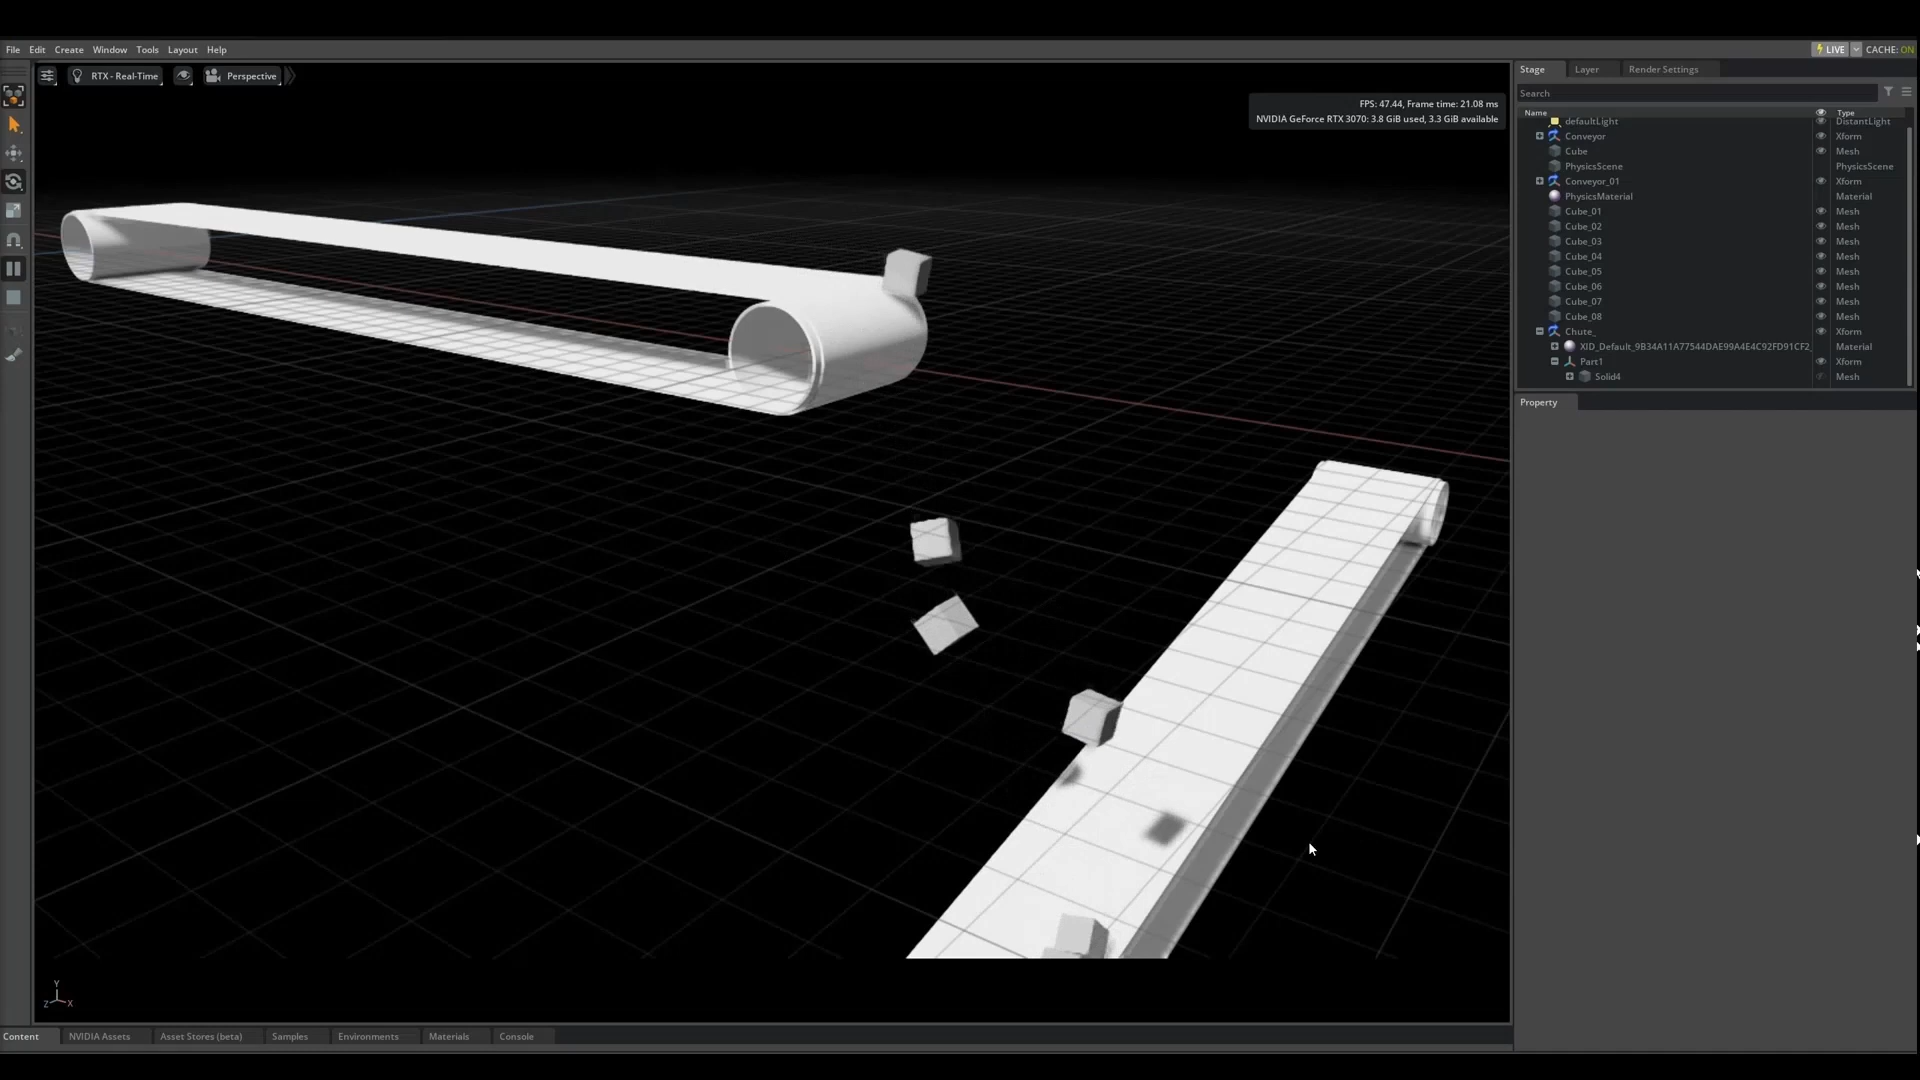 File Edit Create Window Tools Layout Help
LIVE CACHE: ON
RTX - Real-Time Perspective
FPS: 47.44, Frame time: 21.08 ms
NVIDIA GeForce RTX 3070: 3.8 GiB used, 3.3 GiB available
Stage Layer Render Settings
Search
Name Type
defaultLight DistantLight
Conveyor Xform
Cube Mesh
PhysicsScene PhysicsScene
Conveyor_01 Xform
PhysicsMaterial Material
Cube_01 Mesh
Cube_02 Mesh
Cube_03 Mesh
Cube_04 Mesh
Cube_05 Mesh
Cube_06 Mesh
Cube_07 Mesh
Cube_08 Mesh
Chute_ Xform
XID_Default_9B34A11A77544DAE99A4E4C92FD91CF2_ Material
Part1 Xform
Solid4 Mesh
Property
Y
Z X
Content NVIDIA Assets Asset Stores (beta) Samples Environments Materials Console